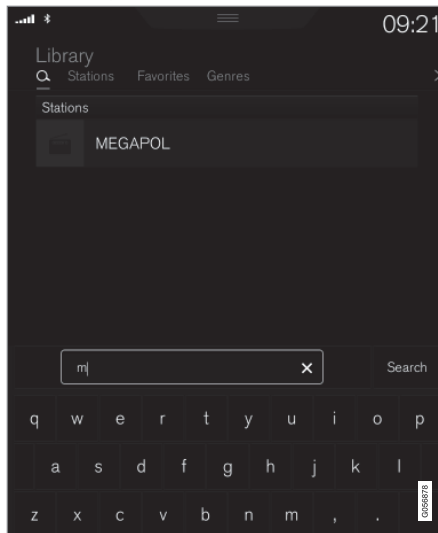 09:21
Library
Stations Favorites Genres
Stations
MEGAPOL
m
Search
q w e r t y u i o p
a s d f g h j k l
z x c v b n m , .
G056878